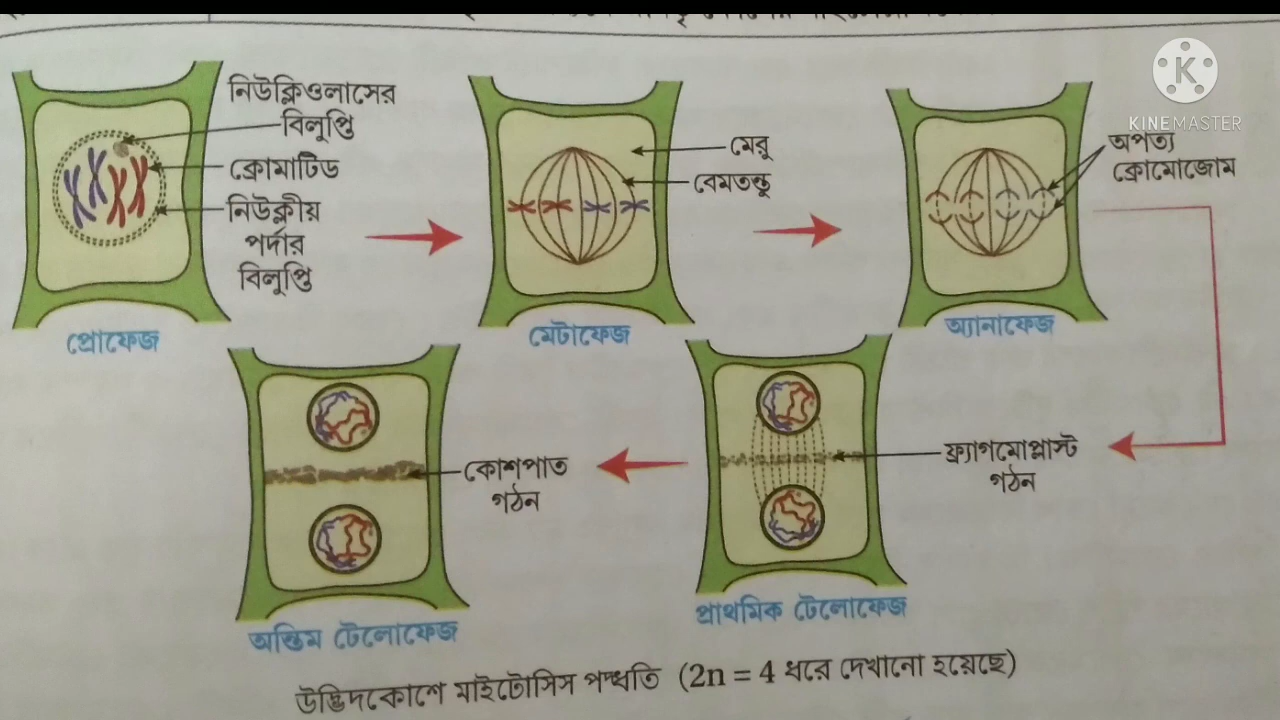 K
KINEMASTER
নিউক্লিওলাসের
বিলুপ্তি
ক্রোমাটিড
নিউক্লীয়
পর্দার
বিলুপ্তি
প্রোফেজ
মেরু
বেমতন্তু
মেটাফেজ
অপত্য
ক্রোমোজোম
অ্যানাফেজ
ফ্র্যাগমোপ্লাস্ট
গঠন
প্রাথমিক টেলোফেজ
কোশপাত
গঠন
অন্তিম টেলোফেজ
উদ্ভিদকোশে মাইটোসিস পদ্ধতি (2n = 4 ধরে দেখানো হয়েছে)